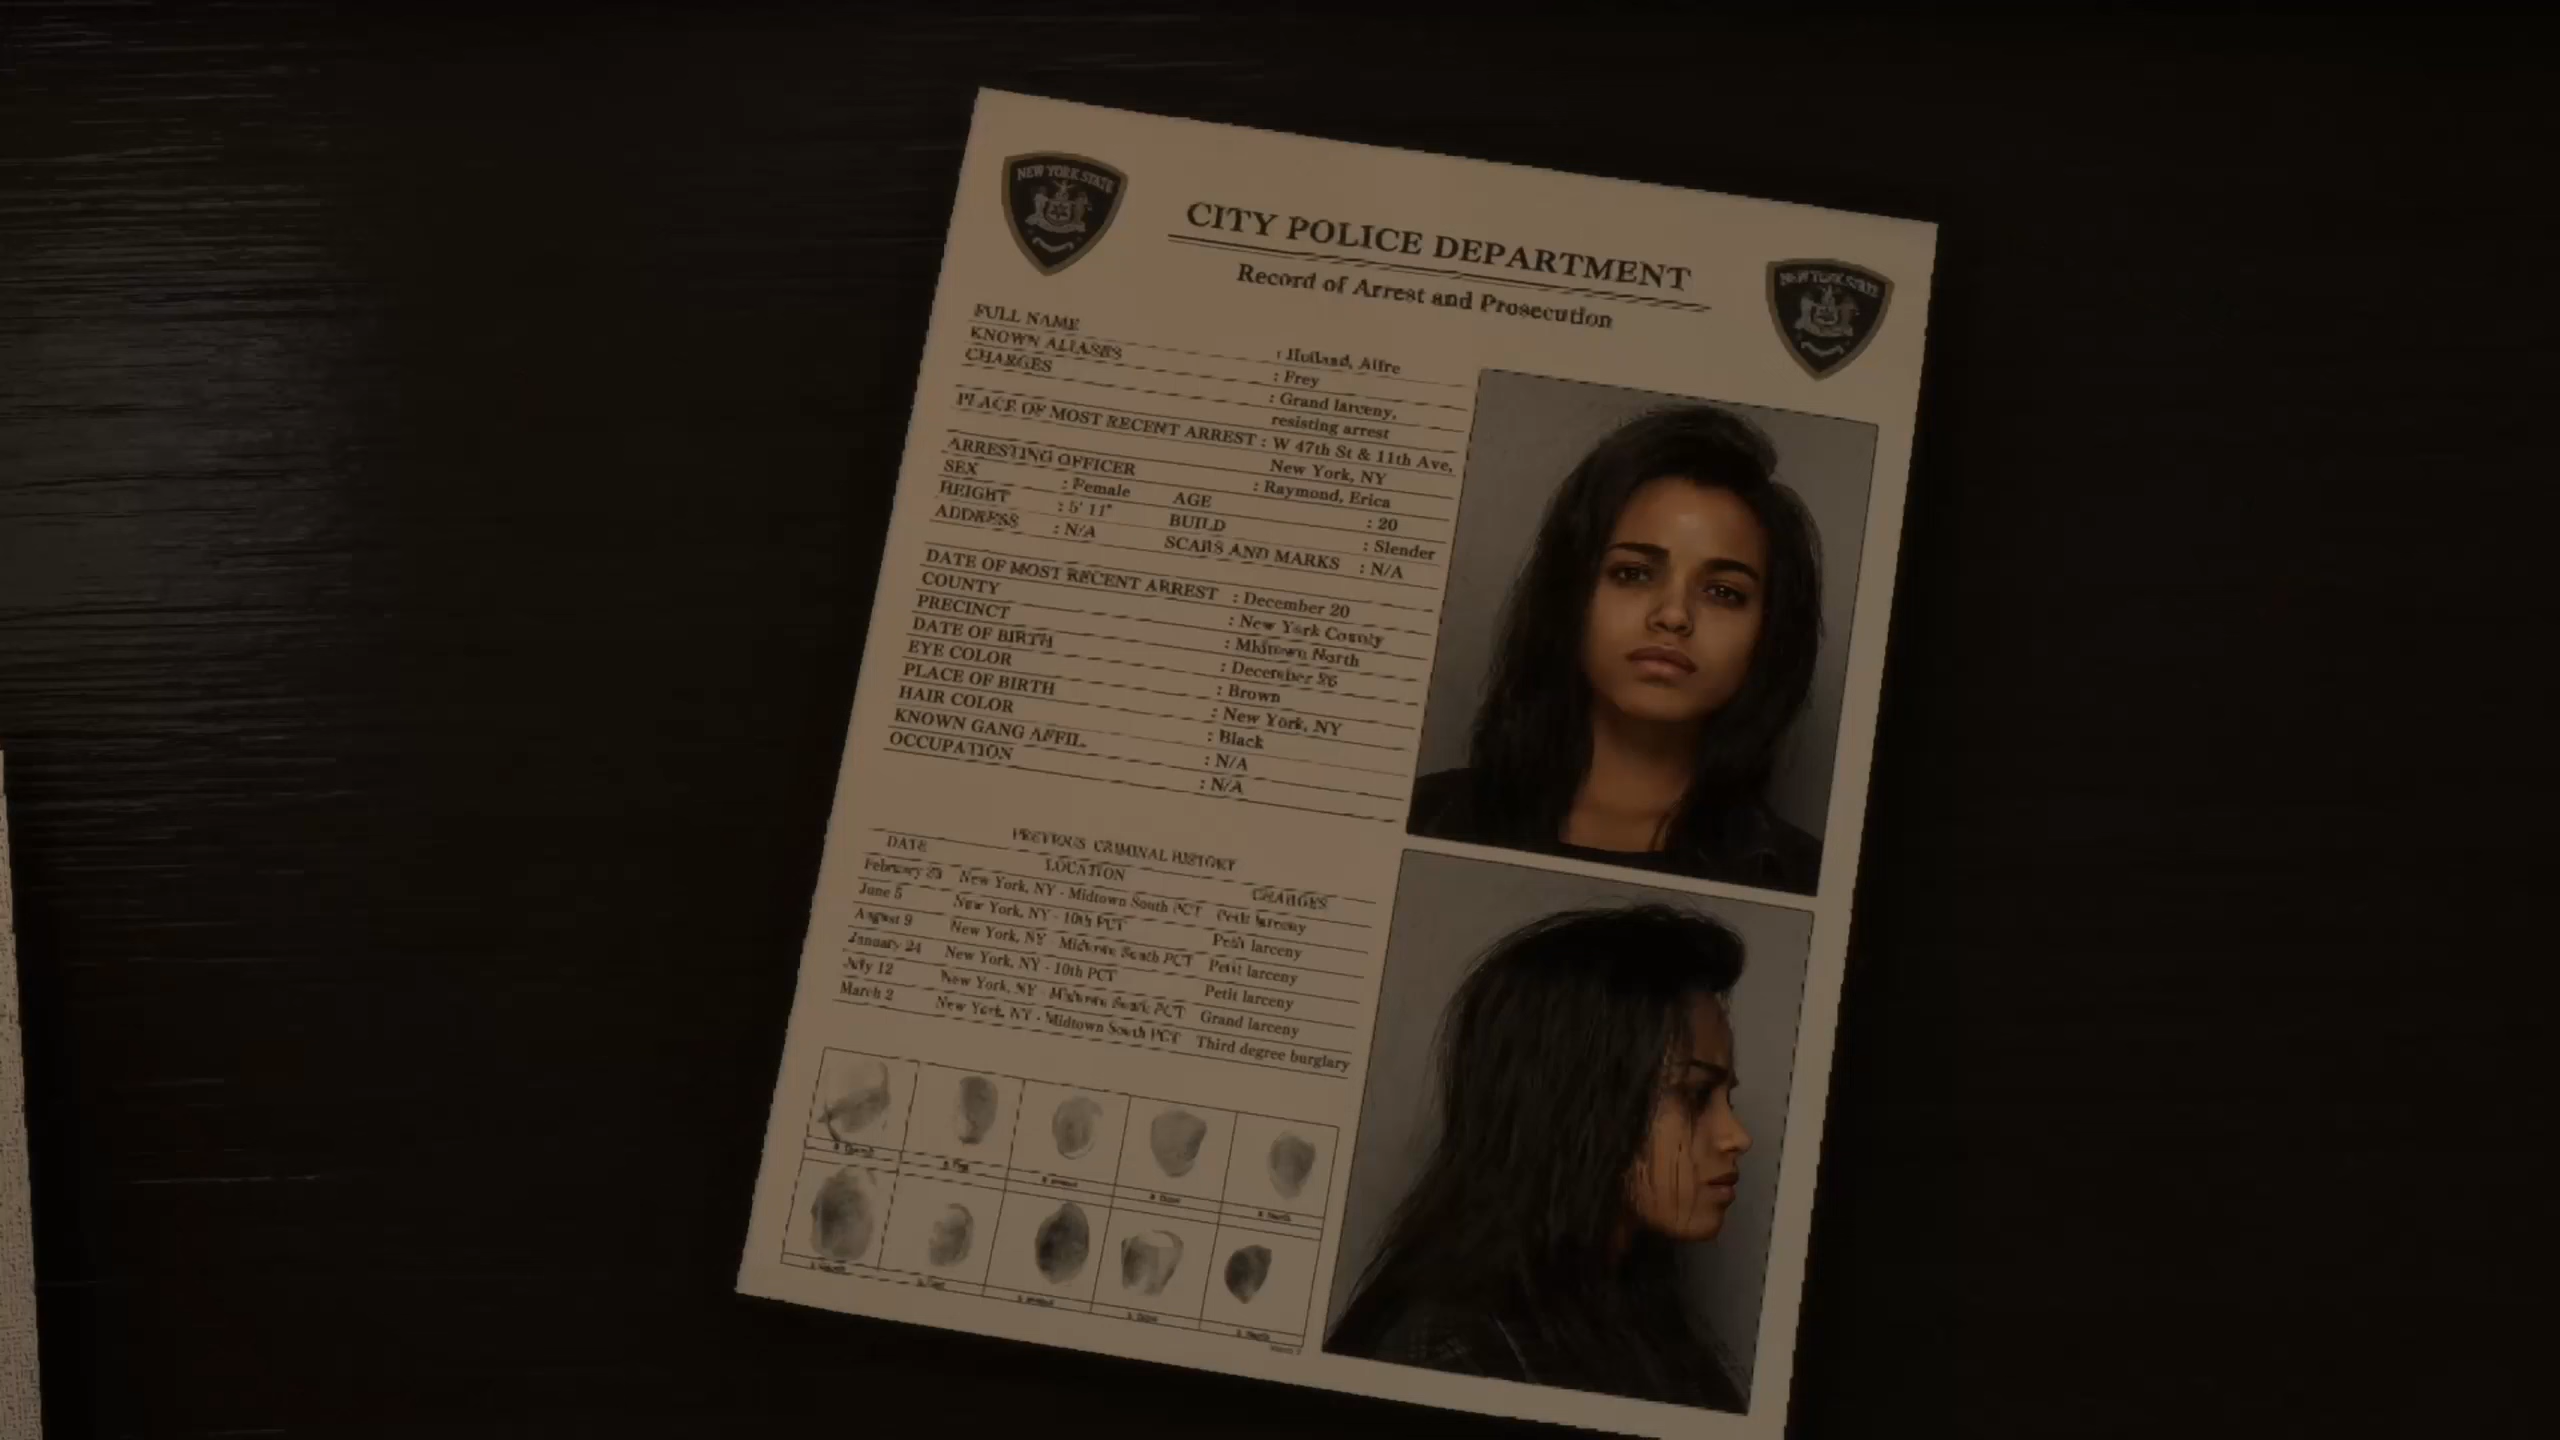 NEW YORK STATE
CITY POLICE DEPARTMENT
NEW YORK STATE
Record of Arrest and Prosecution
FULL NAME : Holland, Alfre
KNOWN ALIASES : Frey
CHARGES : Grand larceny,
resisting arrest
PLACE OF MOST RECENT ARREST : W 47th St & 11th Ave,
New York, NY
ARRESTING OFFICER : Raymond, Erica
SEX : Female AGE : 20
HEIGHT : 5' 11" BUILD : Slender
ADDRESS : N/A SCARS AND MARKS : N/A
DATE OF MOST RECENT ARREST : December 20
COUNTY : New York County
PRECINCT : Midtown North
DATE OF BIRTH : December
EYE COLOR : Brown
PLACE OF BIRTH : New York, NY
HAIR COLOR : Black
KNOWN GANG AFFIL. : N/A
OCCUPATION : N/A
PREVIOUS CRIMINAL HISTORY
DATE LOCATION CHARGES
February New York, NY - Midtown South PCT Petit larceny
June 5 New York, NY - 10th PCT Petit larceny
August 9 New York, NY - Midtown South PCT Petit larceny
January 24 New York, NY - 10th PCT Petit larceny
July 12 New York, NY - Midtown South PCT Grand larceny
March 2 New York, NY - Midtown South PCT Third degree burglary